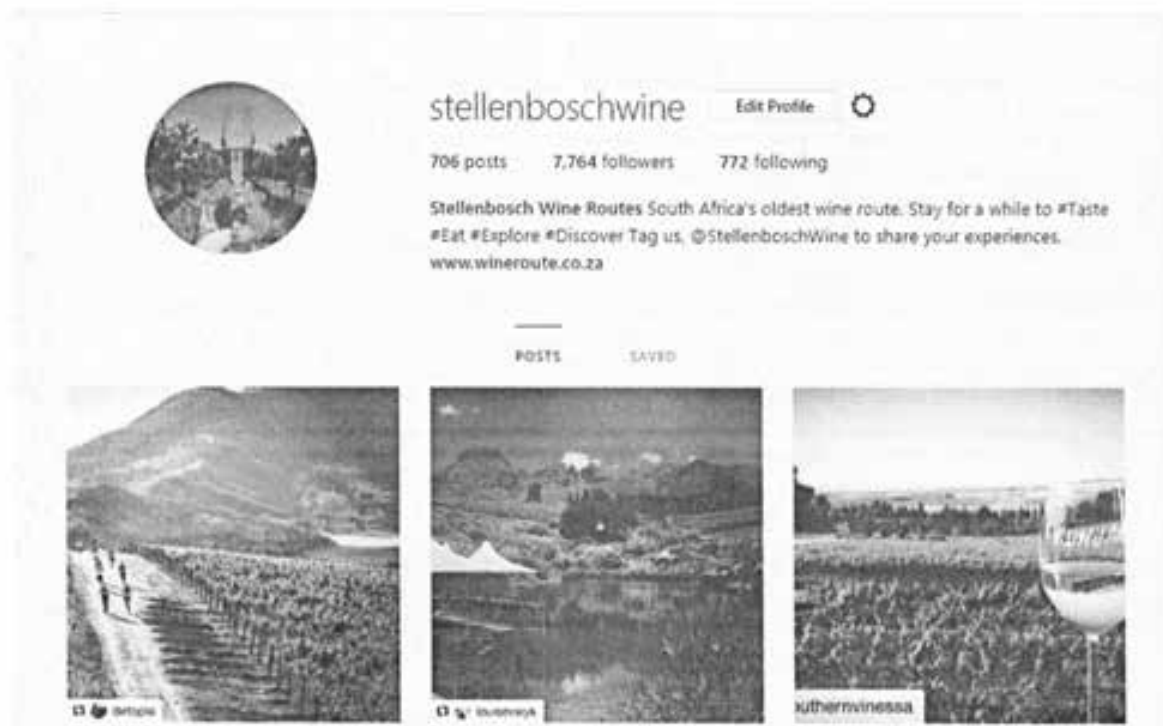 stellenboschwine Edit Profile
706 posts 7,764 followers 772 following
Stellenbosch Wine Routes South Africa's oldest wine route. Stay for a while to #Taste
#Eat #Explore #Discover Tag us, @StellenboschWine to share your experiences.
www.wineroute.co.za
POSTS SAVED
uthernvinessa